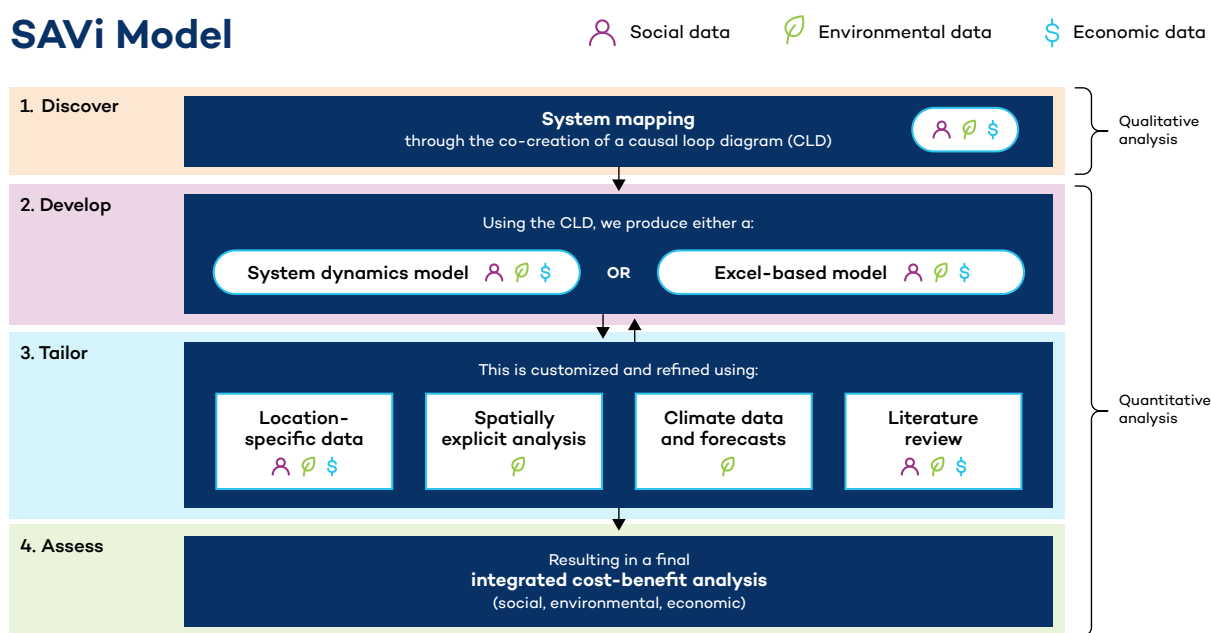 SAVi Model
Social data
Environmental data
Economic data
1. Discover
System mapping
through the co-creation of a causal loop diagram (CLD)
Qualitative
analysis
2. Develop
Using the CLD, we produce either a:
System dynamics model
OR
Excel-based model
3. Tailor
This is customized and refined using:
Location-
specific data
Spatially
explicit analysis
Climate data
and forecasts
Literature
review
Quantitative
analysis
4. Assess
Resulting in a final
integrated cost-benefit analysis
(social, environmental, economic)